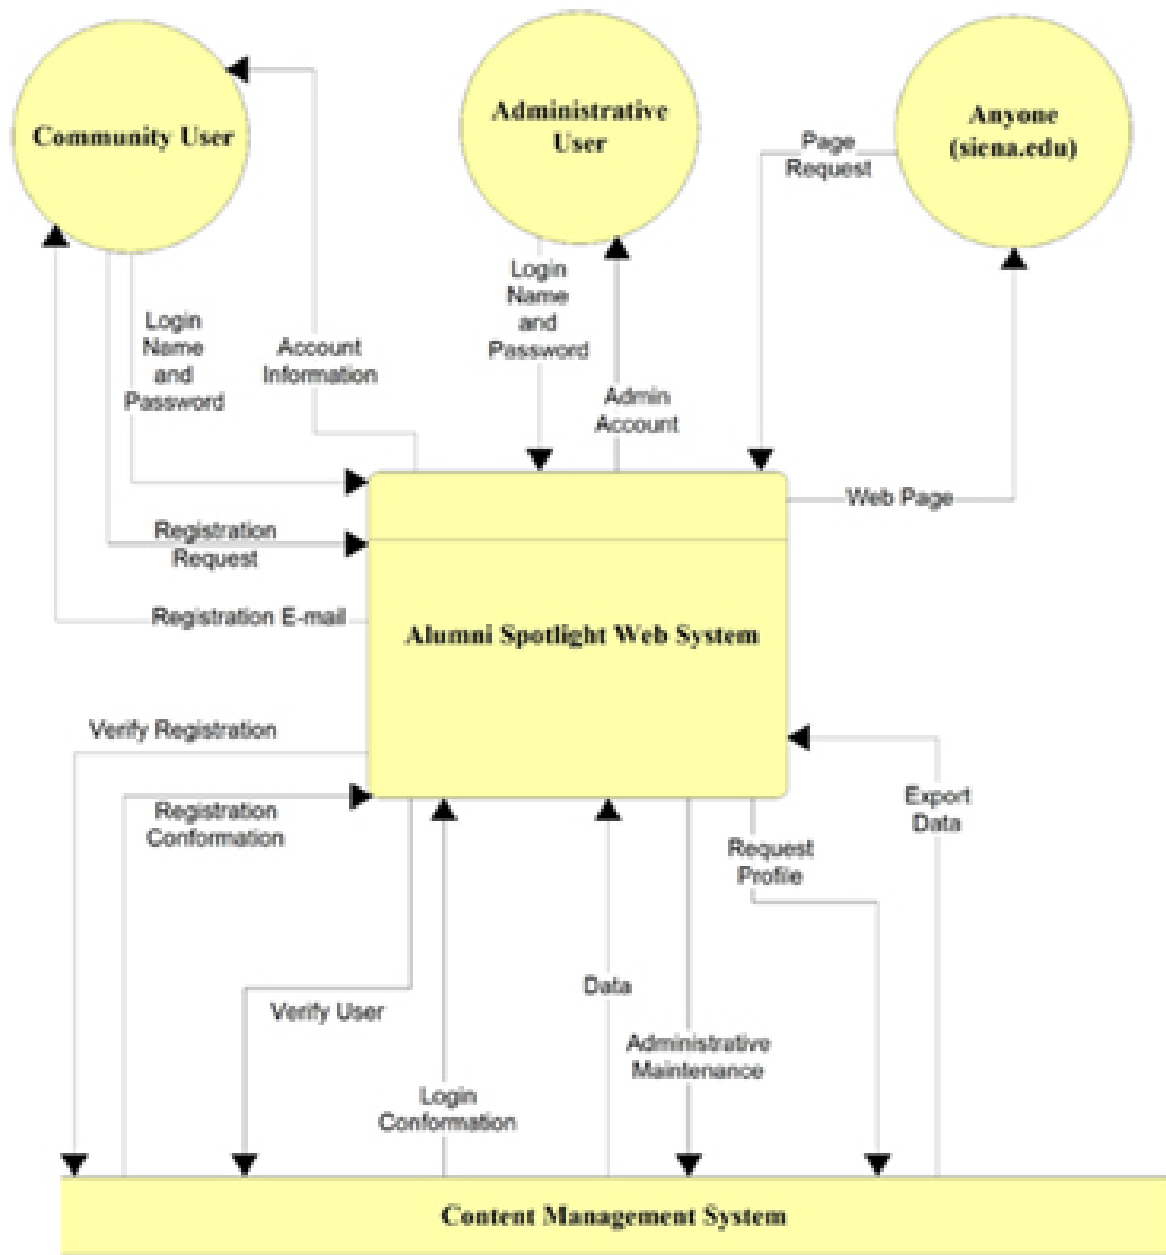 Community User
Administrative
User
Anyone
(siena.edu)
Page
Request
Login
Name
and
Password
Account
Information
Login
Name
and
Password
Admin
Account
Web Page
Registration
Request
Registration E-mail
Alumni Spotlight Web System
Verify Registration
Registration
Conformation
Export
Data
Request
Profile
Verify User
Data
Administrative
Maintenance
Login
Conformation
Content Management System